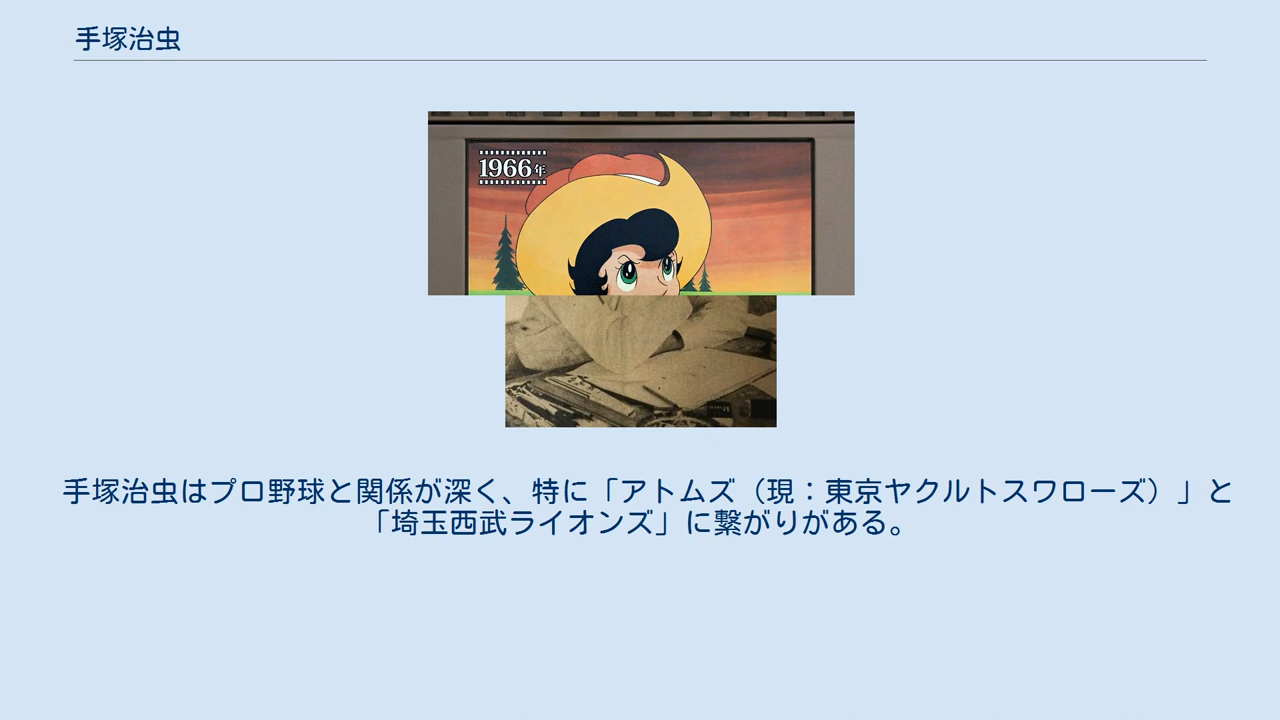 手塚治虫
1966年
手塚治虫はプロ野球と関係が深く、特に「アトムズ（現：東京ヤクルトスワローズ）」と
「埼玉西武ライオンズ」に繋がりがある。